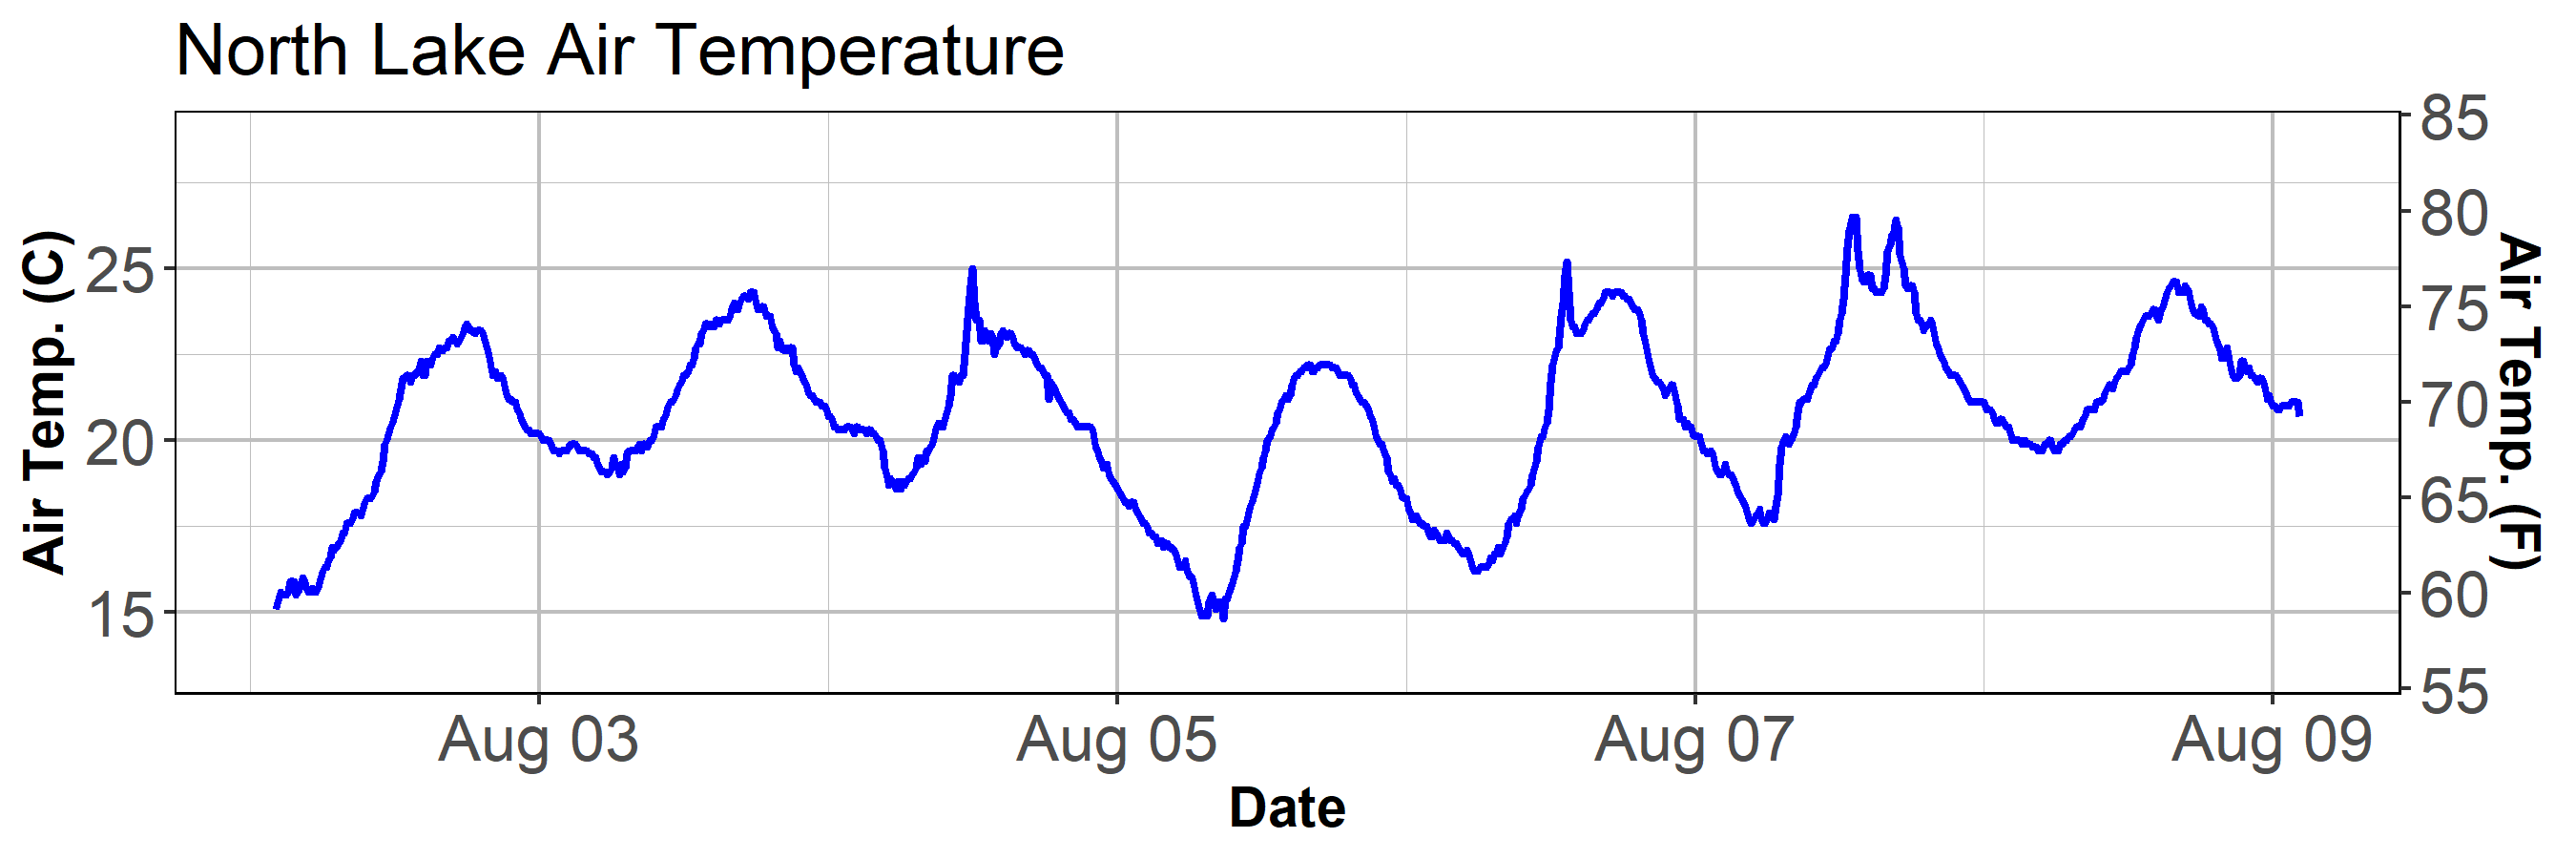 North Lake Air Temperature
Air Temp. (C)
25
20
15
85
80
75
70
65
60
55
Air Temp. (F)
Aug 03 Aug 05 Aug 07 Aug 09
Date